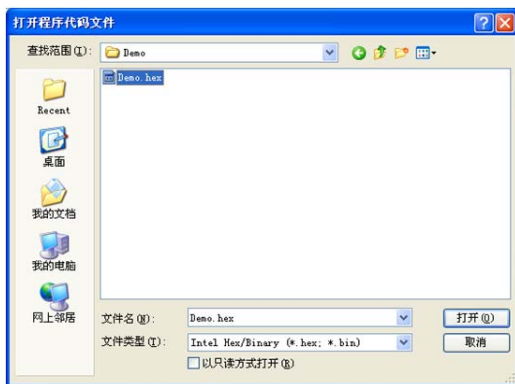 打开程序代码文件
查找范围(I):
Demo
Demo.hex
Recent
桌面
我的文档
我的电脑
网上邻居
文件名(N):
Demo.hex
打开(O)
文件类型(T):
Intel Hex/Binary (*.hex; *.bin)
取消
以只读方式打开(R)